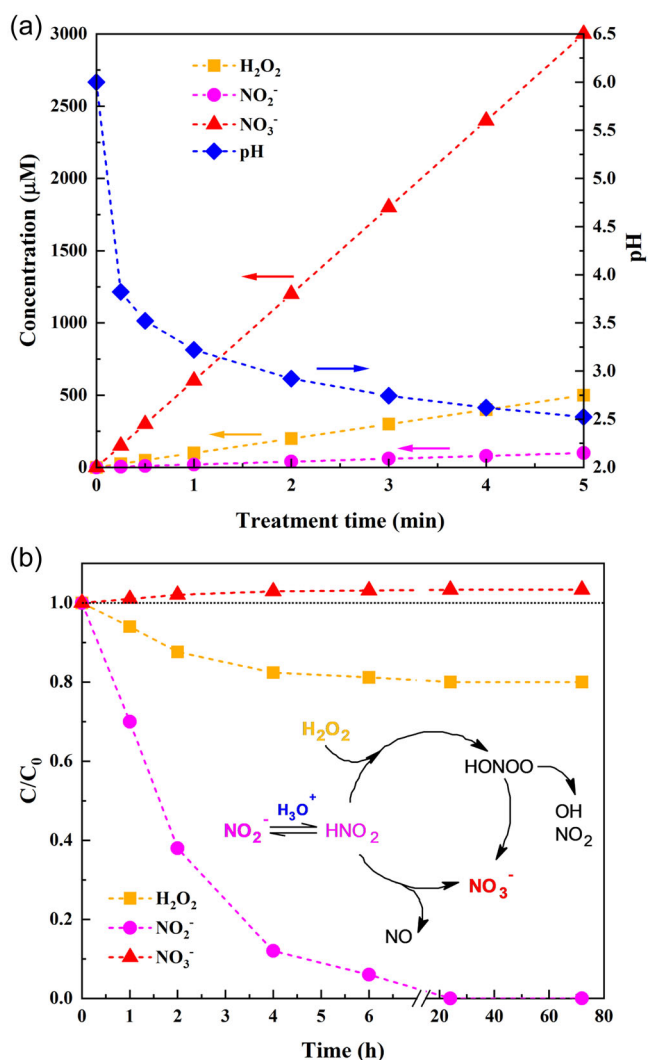 (a)
3000
2500
2000
1500
1000
500
0
Concentration (μM)
H₂O₂
NO₂⁻
NO₃⁻
pH
6.5
6.0
5.5
5.0
4.5
4.0
3.5
3.0
2.5
2.0
pH
0 1 2 3 4 5
Treatment time (min)
(b)
1.0
0.8
0.6
0.4
0.2
0.0
C/C₀
H₂O₂
HONOO
OH
NO₂
NO₂⁻ H₃O⁺ HNO₂
NO₃⁻
NO
H₂O₂
NO₂⁻
NO₃⁻
0 1 2 3 4 5 6 20 40 60 80
Time (h)